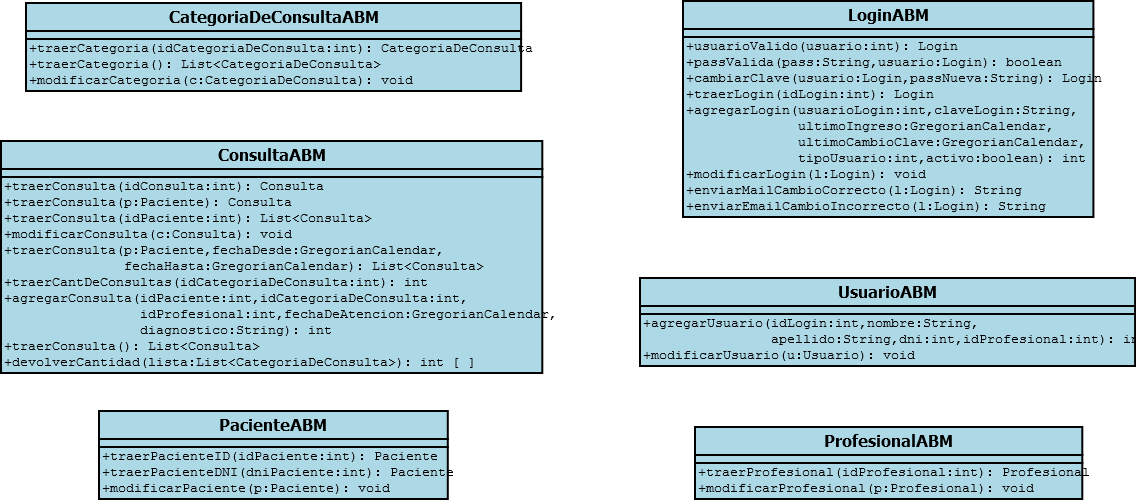 CategoriaDeConsultaABM
+traerCategoria(idCategoriaDeConsulta:int): CategoriaDeConsulta
+traerCategoria(): List<CategoriaDeConsulta>
+modificarCategoria(c:CategoriaDeConsulta): void
LoginABM
+usuarioValido(usuario:int): Login
+passValida(pass:String,usuario:Login): boolean
+cambiarClave(usuario:Login,passNueva:String): Login
+traerLogin(idLogin:int): Login
+agregarLogin(usuarioLogin:int,claveLogin:String,
ultimoIngreso:GregorianCalendar,
ultimoCambioClave:GregorianCalendar,
tipoUsuario:int,activo:boolean): int
+modificarLogin(l:Login): void
+enviarMailCambioCorrecto(l:Login): String
+enviarEmailCambioIncorrecto(l:Login): String
ConsultaABM
+traerConsulta(idConsulta:int): Consulta
+traerConsulta(p:Paciente): Consulta
+traerConsulta(idPaciente:int): List<Consulta>
+modificarConsulta(c:Consulta): void
+traerConsulta(p:Paciente,fechaDesde:GregorianCalendar,
fechaHasta:GregorianCalendar): List<Consulta>
+traerCantDeConsultas(idCategoriaDeConsulta:int): int
+agregarConsulta(idPaciente:int,idCategoriaDeConsulta:int,
idProfesional:int,fechaDeAtencion:GregorianCalendar,
diagnostico:String): int
+traerConsulta(): List<Consulta>
+devolverCantidad(lista:List<CategoriaDeConsulta>): int [ ]
UsuarioABM
+agregarUsuario(idLogin:int,nombre:String,
apellido:String,dni:int,idProfesional:int): in
+modificarUsuario(u:Usuario): void
PacienteABM
+traerPacienteID(idPaciente:int): Paciente
+traerPacienteDNI(dniPaciente:int): Paciente
+modificarPaciente(p:Paciente): void
ProfesionalABM
+traerProfesional(idProfesional:int): Profesional
+modificarProfesional(p:Profesional): void